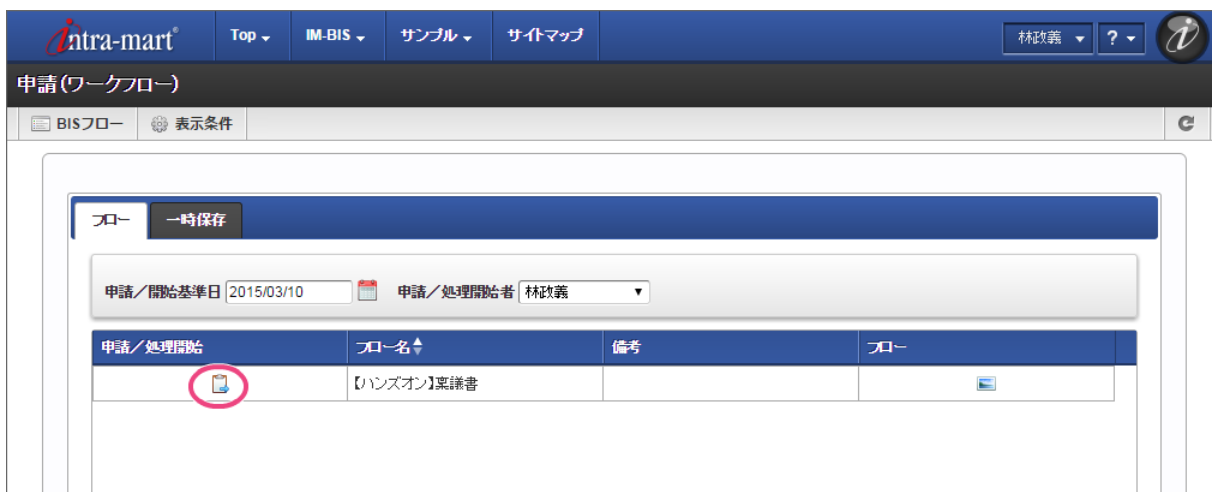 intra-mart® Top IM-BIS サンプル サイトマップ 林政義 ?
申請(ワークフロー)
BISフロー 表示条件
フロー 一時保存
申請／開始基準日 2015/03/10 申請／処理開始者 林政義
申請／処理開始 フロー名 備考 フロー
【ハンズオン】稟議書